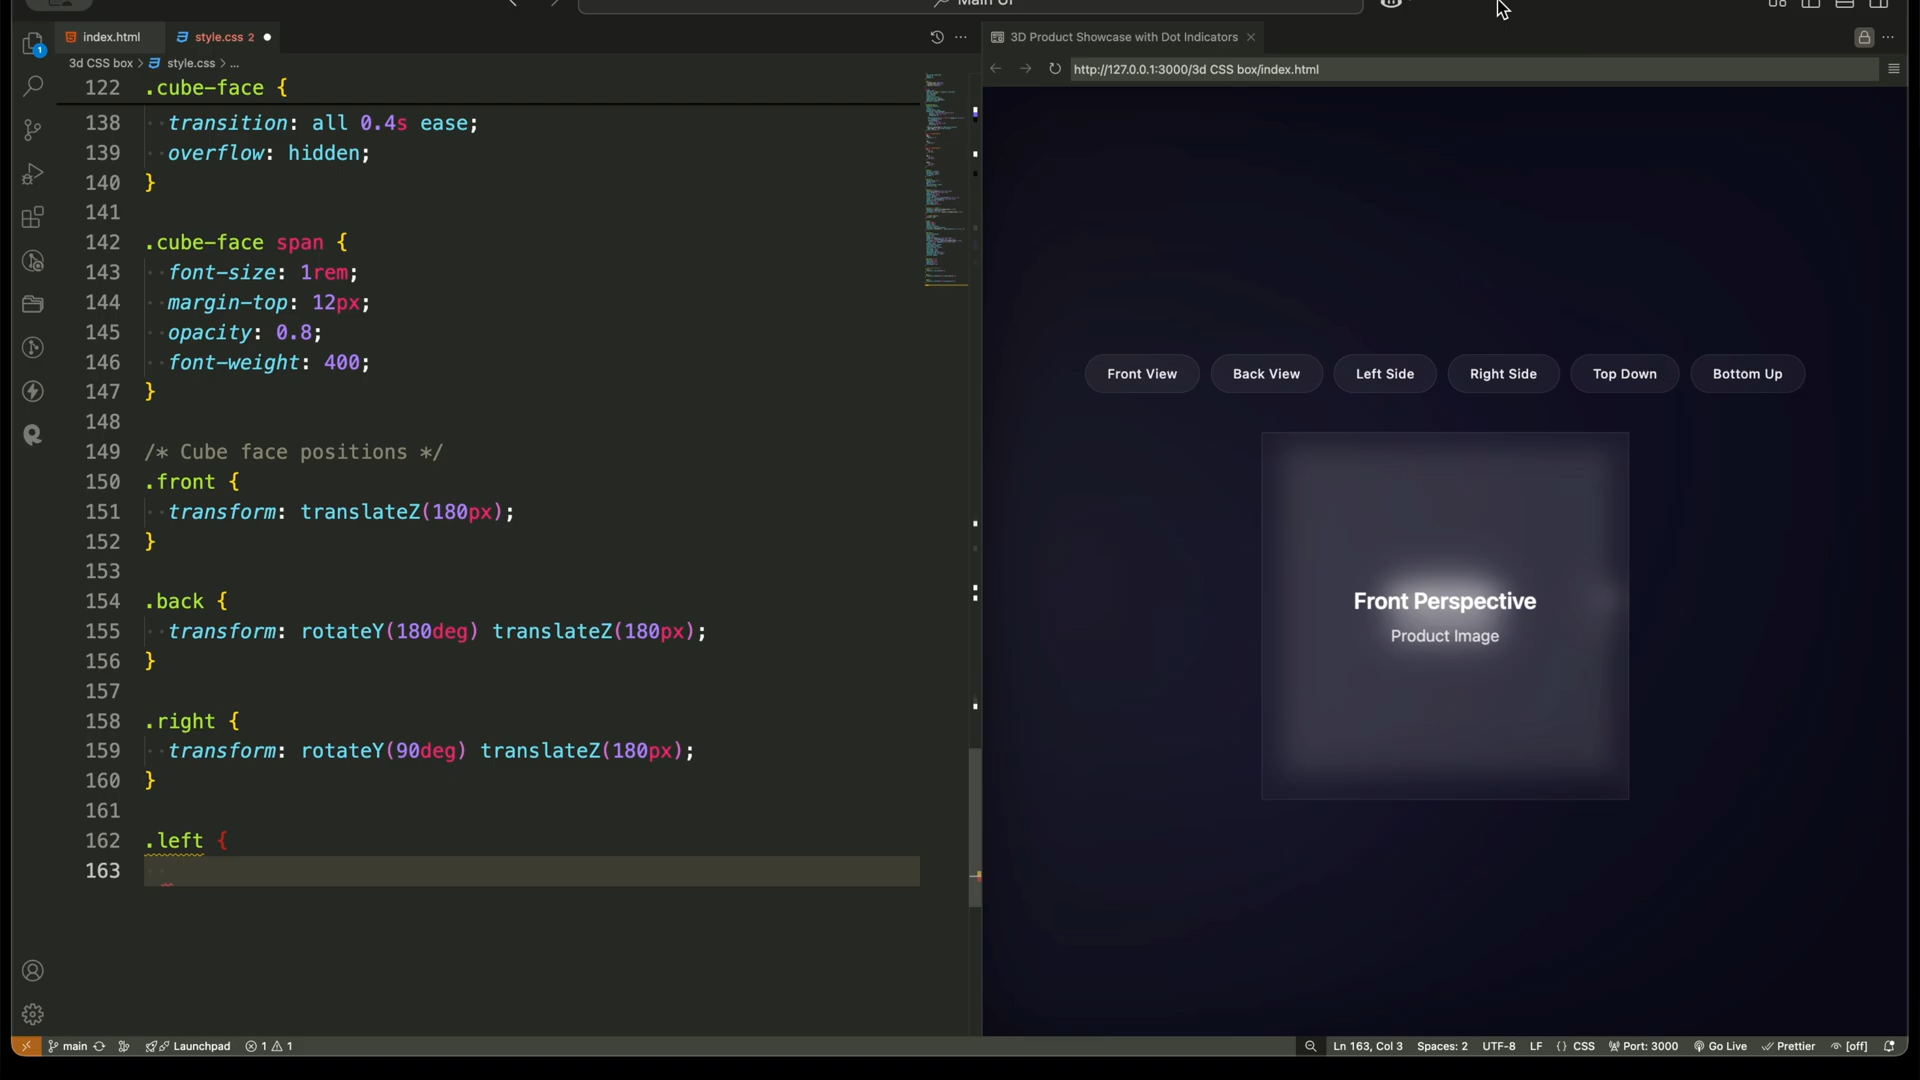 index.html
style.css 2
3D Product Showcase with Dot Indicators
3d CSS box > style.css > ...
http://127.0.0.1:3000/3d CSS box/index.html
1
122 .cube-face {
138 transition: all 0.4s ease;
139 overflow: hidden;
140 }
141
142 .cube-face span {
143 font-size: 1rem;
144 margin-top: 12px;
145 opacity: 0.8;
146 font-weight: 400;
147 }
148
149 /* Cube face positions */
150 .front {
151 transform: translateZ(180px);
152 }
153
154 .back {
155 transform: rotateY(180deg) translateZ(180px);
156 }
157
158 .right {
159 transform: rotateY(90deg) translateZ(180px);
160 }
161
162 .left {
163
Front View
Back View
Left Side
Right Side
Top Down
Bottom Up
Front Perspective
Product Image
main
Launchpad
1
1
Ln 163, Col 3
Spaces: 2
UTF-8
LF
{} CSS
Port: 3000
Go Live
Prettier
[off]